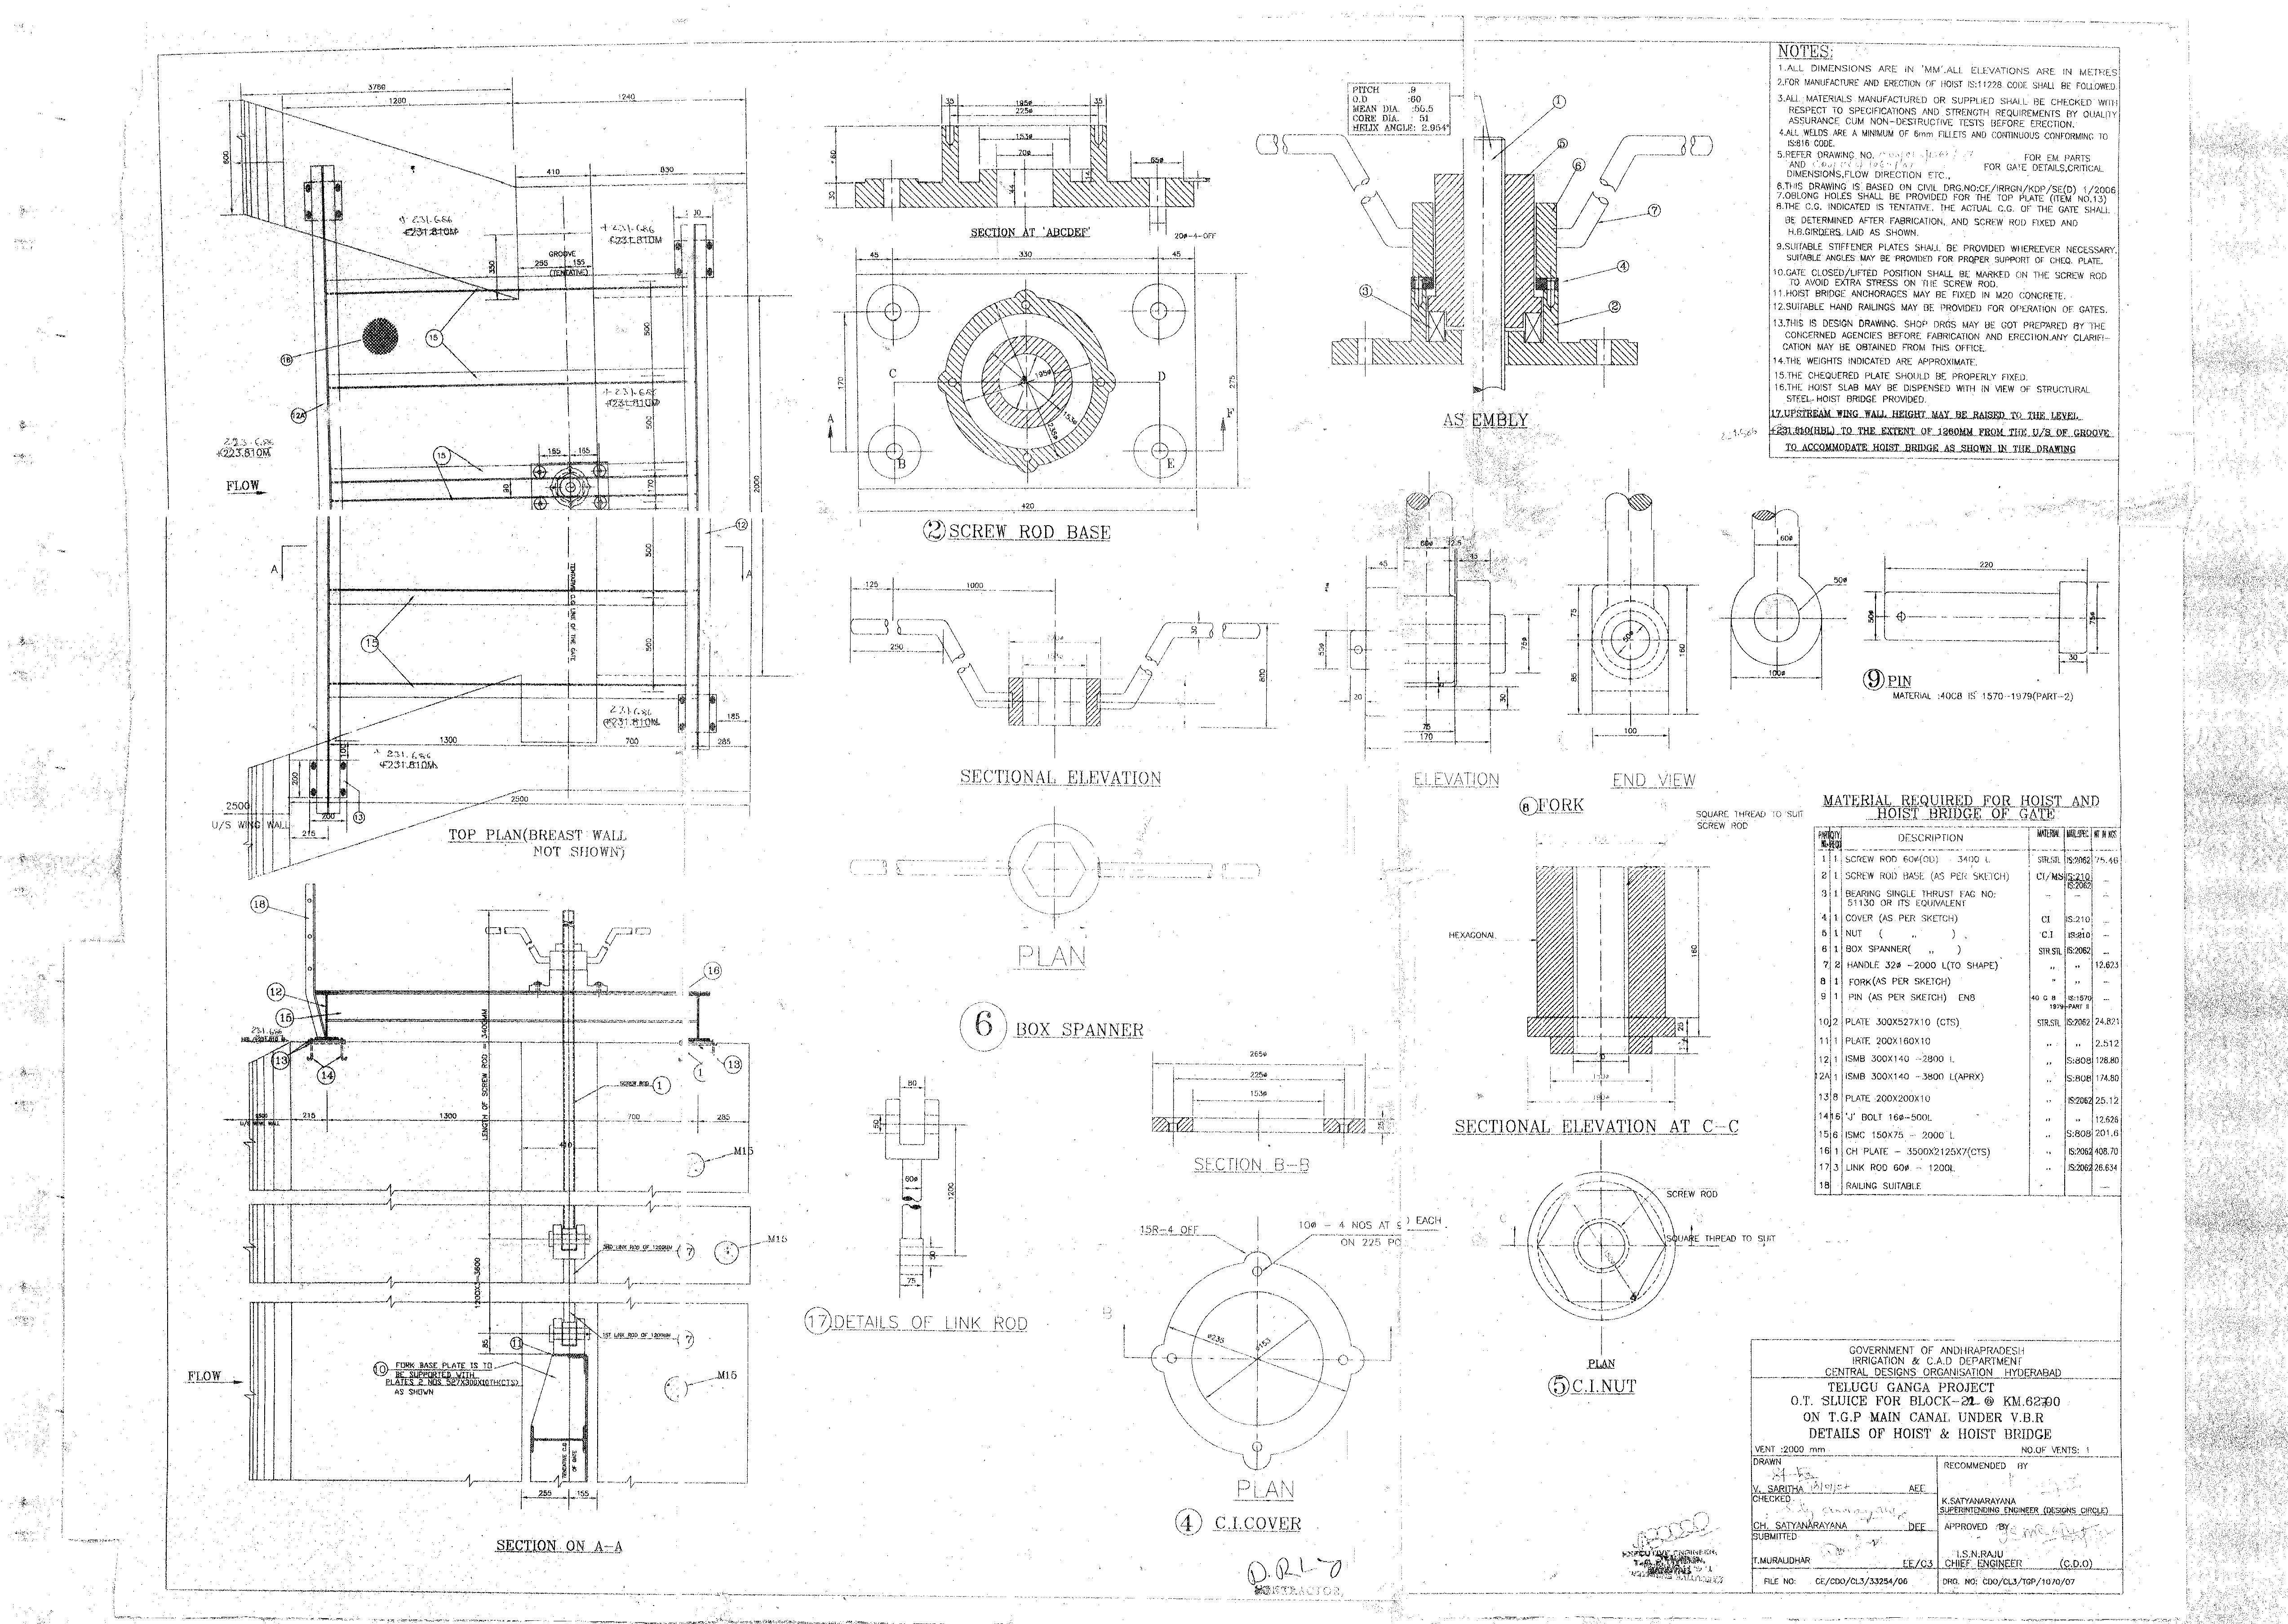 NOTES:
1.ALL DIMENSIONS ARE IN 'MM'.ALL ELEVATIONS ARE IN METRES
2.FOR MANUFACTURE AND ERECTION OF HOIST IS:11228 CODE SHALL BE FOLLOWED.
3.ALL MATERIALS MANUFACTURED OR SUPPLIED SHALL BE CHECKED WITH
RESPECT TO SPECIFICATIONS AND STRENGTH REQUIREMENTS BY QUALITY
ASSURANCE CUM NON-DESTRUCTIVE TESTS BEFORE ERECTION.
4.ALL WELDS ARE A MINIMUM OF 6mm FILLETS AND CONTINUOUS CONFORMING TO
IS:816 CODE.
5.REFER DRAWING NO. FOR EM. PARTS
AND FOR GATE DETAILS,CRITICAL
DIMENSIONS,FLOW DIRECTION ETC.,
6.THIS DRAWING IS BASED ON CIVIL DRG.NO:CE/IRRGN/KDP/SE(D) 1/2006
7.OBLONG HOLES SHALL BE PROVIDED FOR THE TOP PLATE (ITEM NO.13)
8.THE C.G. INDICATED IS TENTATIVE. THE ACTUAL C.G. OF THE GATE SHALL
BE DETERMINED AFTER FABRICATION, AND SCREW ROD FIXED AND
H.B.GIRDERS LAID AS SHOWN.
9.SUITABLE STIFFENER PLATES SHALL BE PROVIDED WHEREEVER NECESSARY.
SUITABLE ANGLES MAY BE PROVIDED FOR PROPER SUPPORT OF CHEQ. PLATE.
10.GATE CLOSED/LIFTED POSITION SHALL BE MARKED ON THE SCREW ROD
TO AVOID EXTRA STRESS ON THE SCREW ROD.
11.HOIST BRIDGE ANCHORAGES MAY BE FIXED IN M20 CONCRETE.
12.SUITABLE HAND RAILINGS MAY BE PROVIDED FOR OPERATION OF GATES.
13.THIS IS DESIGN DRAWING. SHOP DRGS MAY BE GOT PREPARED BY THE
CONCERNED AGENCIES BEFORE FABRICATION AND ERECTION.ANY CLARIFI-
CATION MAY BE OBTAINED FROM THIS OFFICE.
14.THE WEIGHTS INDICATED ARE APPROXIMATE.
15.THE CHEQUERED PLATE SHOULD BE PROPERLY FIXED.
16.THE HOIST SLAB MAY BE DISPENSED WITH IN VIEW OF STRUCTURAL
STEEL HOIST BRIDGE PROVIDED.
17.UPSTREAM WING WALL HEIGHT MAY BE RAISED TO THE LEVEL
+231.810(HBL) TO THE EXTENT OF 1260MM FROM THE U/S OF GROOVE
TO ACCOMMODATE HOIST BRIDGE AS SHOWN IN THE DRAWING
3780
1280
1240
600
410
830
350
GROOVE
255 155
(TENTATIVE)
+ 231.686
+231.810M
+ 231.686
+231.810M
+231.810M
+223.810M
FLOW
15
16
12A
15
165 165
170
500
500
2000
12
A
A
TENTATIVE C.G LINE OF THE GATE
500
500
15
231.686
+231.810M
+ 231.686
+231.810M
185
1300
700
285
200
13
2500
2500
U/S WING WALL
200
215
TOP PLAN(BREAST WALL
NOT SHOWN)
35 195ø 35
225ø
153ø
70ø
65ø
160
30
44
14
20ø-4-OFF
SECTION AT 'ABCDEF'
45 330 45
170
275
195ø
153ø
235ø
A B C D E F
420
2 SCREW ROD BASE
PITCH :9
O.D :60
MEAN DIA. :55.5
CORE DIA. : 51
HELIX ANGLE: 2.954°
1
5
6
7
4
3
2
AS EMBLY
125 1000
250
600
SECTIONAL ELEVATION
PLAN
6 BOX SPANNER
60ø 12.5
45
45
50ø
75ø
20
30
75
170
ELEVATION
75
85
50ø
160
100
END VIEW
8 FORK
60ø
50ø
100ø
220
50ø
75ø
30
9 PIN
MATERIAL :40C8 IS 1570-1979(PART-2)
MATERIAL REQUIRED FOR HOIST AND
HOIST BRIDGE OF GATE
DESCRIPTION MATERIAL
1 1 SCREW ROD 60ø(OD) - 3400 L STR.STL IS:2062 75.46
2 1 SCREW ROD BASE (AS PER SKETCH) CI/MS IS:210 IS:2062
3 1 BEARING SINGLE THRUST FAG NO:
51130 OR ITS EQUIVALENT
4 1 COVER (AS PER SKETCH) CI IS:210
5 1 NUT ( ,, ) C.I IS:210
6 1 BOX SPANNER( ,, ) STR.STL IS:2062
7 2 HANDLE 32ø -2000 L(TO SHAPE) ,, ,, 12.623
8 1 FORK(AS PER SKETCH) ,, ,,
9 1 PIN (AS PER SKETCH) EN8 40 C 8 IS:1570
1979-PART II
10 2 PLATE 300X527X10 (CTS) STR.STL IS:2062 24.821
11 1 PLATE 200X160X10 ,, ,, 2.512
12 1 ISMB 300X140 -2800 L ,, IS:808 128.80
12A 1 ISMB 300X140 -3800 L(APRX) ,, IS:808 174.80
13 8 PLATE 200X200X10 ,, IS:2062 25.12
14 16 'J' BOLT 16ø-500L ,, ,, 12.626
15 6 ISMC 150X75 - 2000 L ,, IS:808 201.6
16 1 CH PLATE - 3500X2125X7(CTS) ,, IS:2062 408.70
17 3 LINK ROD 60ø - 1200L ,, IS:2062 26.634
18 RAILING SUITABLE
SQUARE THREAD TO SUIT
SCREW ROD
HEXAGONAL
160
25
SECTIONAL ELEVATION AT C-C
SCREW ROD
SQUARE THREAD TO SUIT
PLAN
5 C.I.NUT
265ø
225ø
153ø
25
SECTION B-B
15R-4 OFF
10ø - 4 NOS AT 9 EACH
ON 225 PC
B
ø235
ø153
PLAN
4 C.I.COVER
80
50
60ø
1200
50
75
17 DETAILS OF LINK ROD
18
12
15
13
14
16
13
1
LENGTH OF SCREW ROD = 3400MM
SCREW ROD 1
215 1300 700 285
U/S WING WALL
410
M15
3RD LINK ROD OF 1200MM 7
M15
1200X3=3600
85
1ST LINK ROD OF 1200MM 7
11
10 FORK BASE PLATE IS TO
BE SUPPORTED WITH
PLATES 2 NOS 527X300X10TH(CTS)
AS SHOWN
FLOW
M15
TENTATIVE C.G
OF GATE
255 155
SECTION ON A-A
CONTRACTOR
EXECUTIVE ENGINEER,
GOVERNMENT OF ANDHRAPRADESH
IRRIGATION & C.A.D DEPARTMENT
CENTRAL DESIGNS ORGANISATION HYDERABAD
TELUGU GANGA PROJECT
O.T. SLUICE FOR BLOCK-21 @ KM.62.700
ON T.G.P MAIN CANAL UNDER V.B.R
DETAILS OF HOIST & HOIST BRIDGE
VENT :2000 mm NO.OF VENTS: 1
DRAWN
V. SARITHA AEE
CHECKED
CH. SATYANARAYANA DEE
SUBMITTED
T.MURALIDHAR EE/C3
RECOMMENDED BY
K.SATYANARAYANA
SUPERINTENDING ENGINEER (DESIGNS CIRCLE)
APPROVED BY
I.S.N.RAJU
CHIEF ENGINEER (C.D.O)
FILE NO: CE/CDO/CL3/33254/06 DRG. NO: CDO/CL3/TGP/1070/07